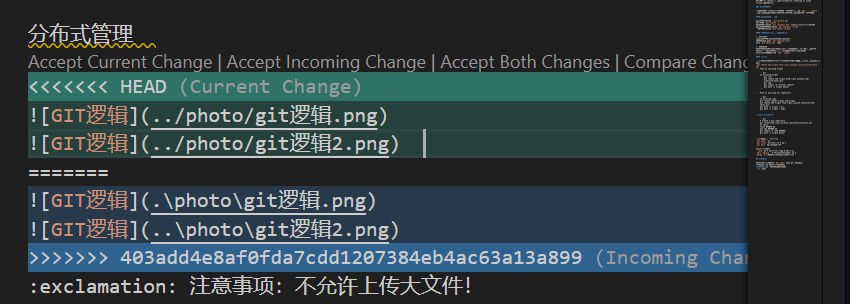 分布式管理
Accept Current Change | Accept Incoming Change | Accept Both Changes | Compare Change
<<<<<<< HEAD (Current Change)
![GIT逻辑](../photo/git逻辑.png)
![GIT逻辑](../photo/git逻辑2.png)
=======
![GIT逻辑](.\photo\git逻辑.png)
![GIT逻辑](..\photo\git逻辑2.png)
>>>>>>> 403add4e8af0fda7cdd1207384eb4ac63a13a899 (Incoming Chan
:exclamation: 注意事项：不允许上传大文件！